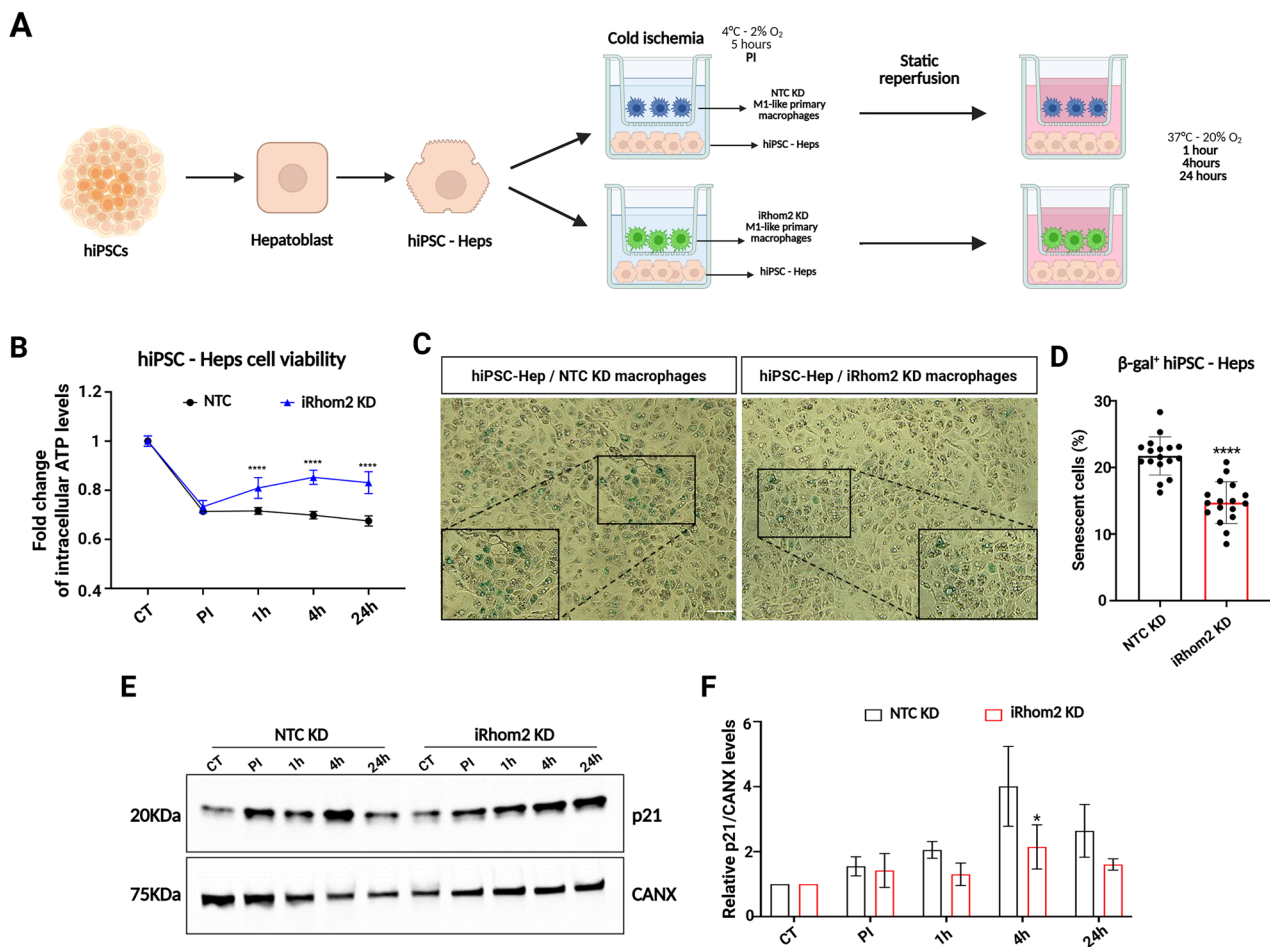 A
Cold ischemia
4°C - 2% O₂
5 hours
PI
NTC KD
M1-like primary
macrophages
hiPSC - Heps
Static
reperfusion
37°C - 20% O₂
1 hour
4hours
24 hours
iRhom2 KD
M1-like primary
macrophages
hiPSC - Heps
hiPSCs
Hepatoblast
hiPSC - Heps
B
hiPSC - Heps cell viability
NTC
iRhom2 KD
Fold change
of intracellular ATP levels
1.2
1
0.8
0.6
0.4
****
****
****
CT
PI
1h
4h
24h
C
hiPSC-Hep / NTC KD macrophages
hiPSC-Hep / iRhom2 KD macrophages
D
β-gal⁺ hiPSC - Heps
Senescent cells (%)
30
20
10
0
****
NTC KD
iRhom2 KD
E
NTC KD
iRhom2 KD
CT
PI
1h
4h
24h
CT
PI
1h
4h
24h
20KDa
p21
75KDa
CANX
F
NTC KD
iRhom2 KD
Relative p21/CANX levels
6
4
2
0
*
CT
PI
1h
4h
24h